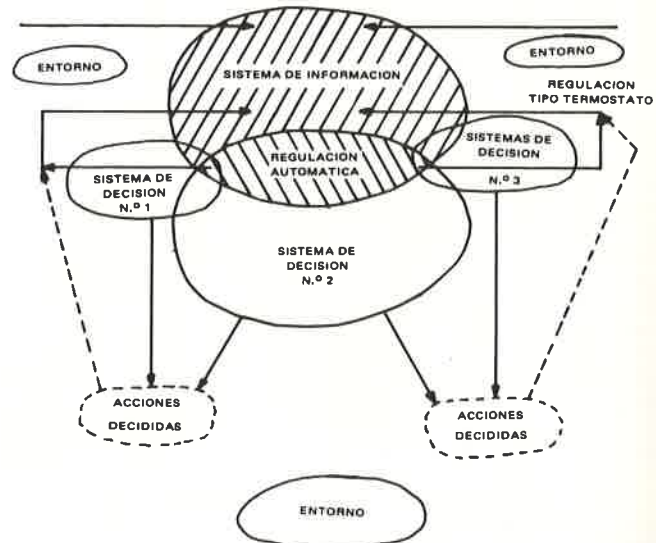 ENTORNO
SISTEMA DE INFORMACION
ENTORNO
REGULACION
TIPO TERMOSTATO
REGULACION
AUTOMATICA
SISTEMAS DE
DECISION
N.º 3
SISTEMA DE
DECISION
N.º 1
SISTEMA DE
DECISION
N.º 2
ACCIONES
DECIDIDAS
ACCIONES
DECIDIDAS
ENTORNO